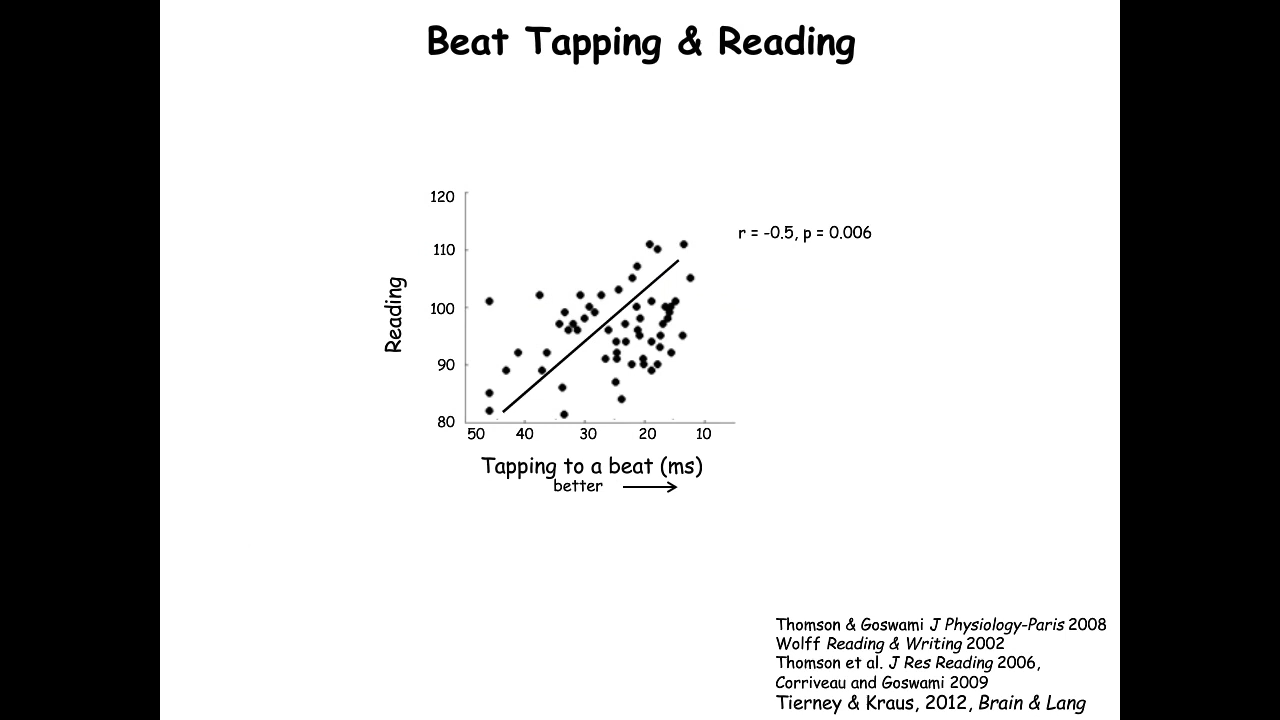 Beat Tapping & Reading
120
110
100
90
80
Reading
r = -0.5, p = 0.006
50 40 30 20 10
Tapping to a beat (ms)
better
Thomson & Goswami J Physiology-Paris 2008
Wolff Reading & Writing 2002
Thomson et al. J Res Reading 2006,
Corriveau and Goswami 2009
Tierney & Kraus, 2012, Brain & Lang